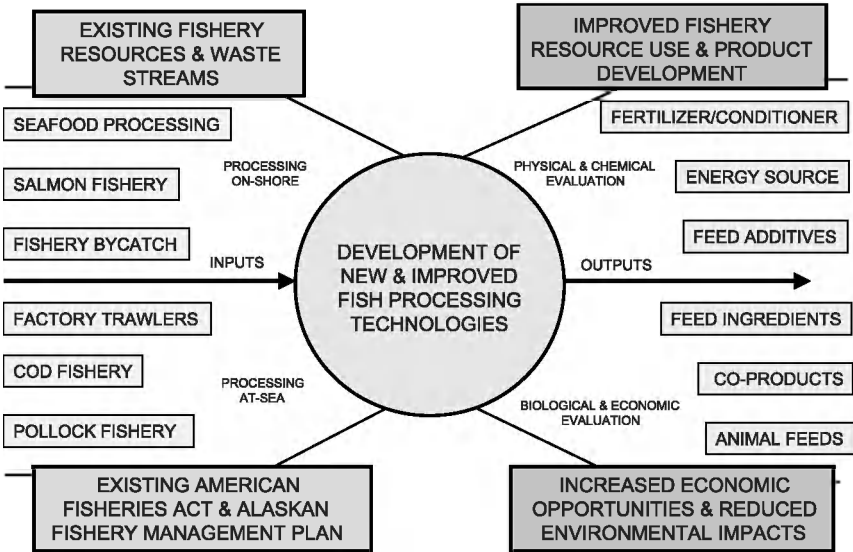 EXISTING FISHERY
RESOURCES & WASTE
STREAMS
IMPROVED FISHERY
RESOURCE USE & PRODUCT
DEVELOPMENT
SEAFOOD PROCESSING
SALMON FISHERY
FISHERY BYCATCH
FACTORY TRAWLERS
COD FISHERY
POLLOCK FISHERY
PROCESSING
ON-SHORE
INPUTS
PROCESSING
AT-SEA
DEVELOPMENT OF
NEW & IMPROVED
FISH PROCESSING
TECHNOLOGIES
PHYSICAL & CHEMICAL
EVALUATION
OUTPUTS
BIOLOGICAL & ECONOMIC
EVALUATION
FERTILIZER/CONDITIONER
ENERGY SOURCE
FEED ADDITIVES
FEED INGREDIENTS
CO-PRODUCTS
ANIMAL FEEDS
EXISTING AMERICAN
FISHERIES ACT & ALASKAN
FISHERY MANAGEMENT PLAN
INCREASED ECONOMIC
OPPORTUNITIES & REDUCED
ENVIRONMENTAL IMPACTS